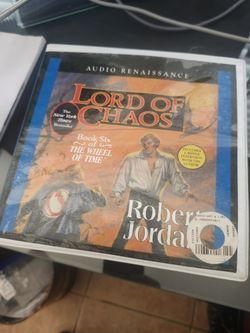 AUDIO RENAISSANCE
LORD OF
CHAOS
The
New York
Times
Bestseller
Book Six
of
THE WHEEL
OF TIME
Robert
Jordan